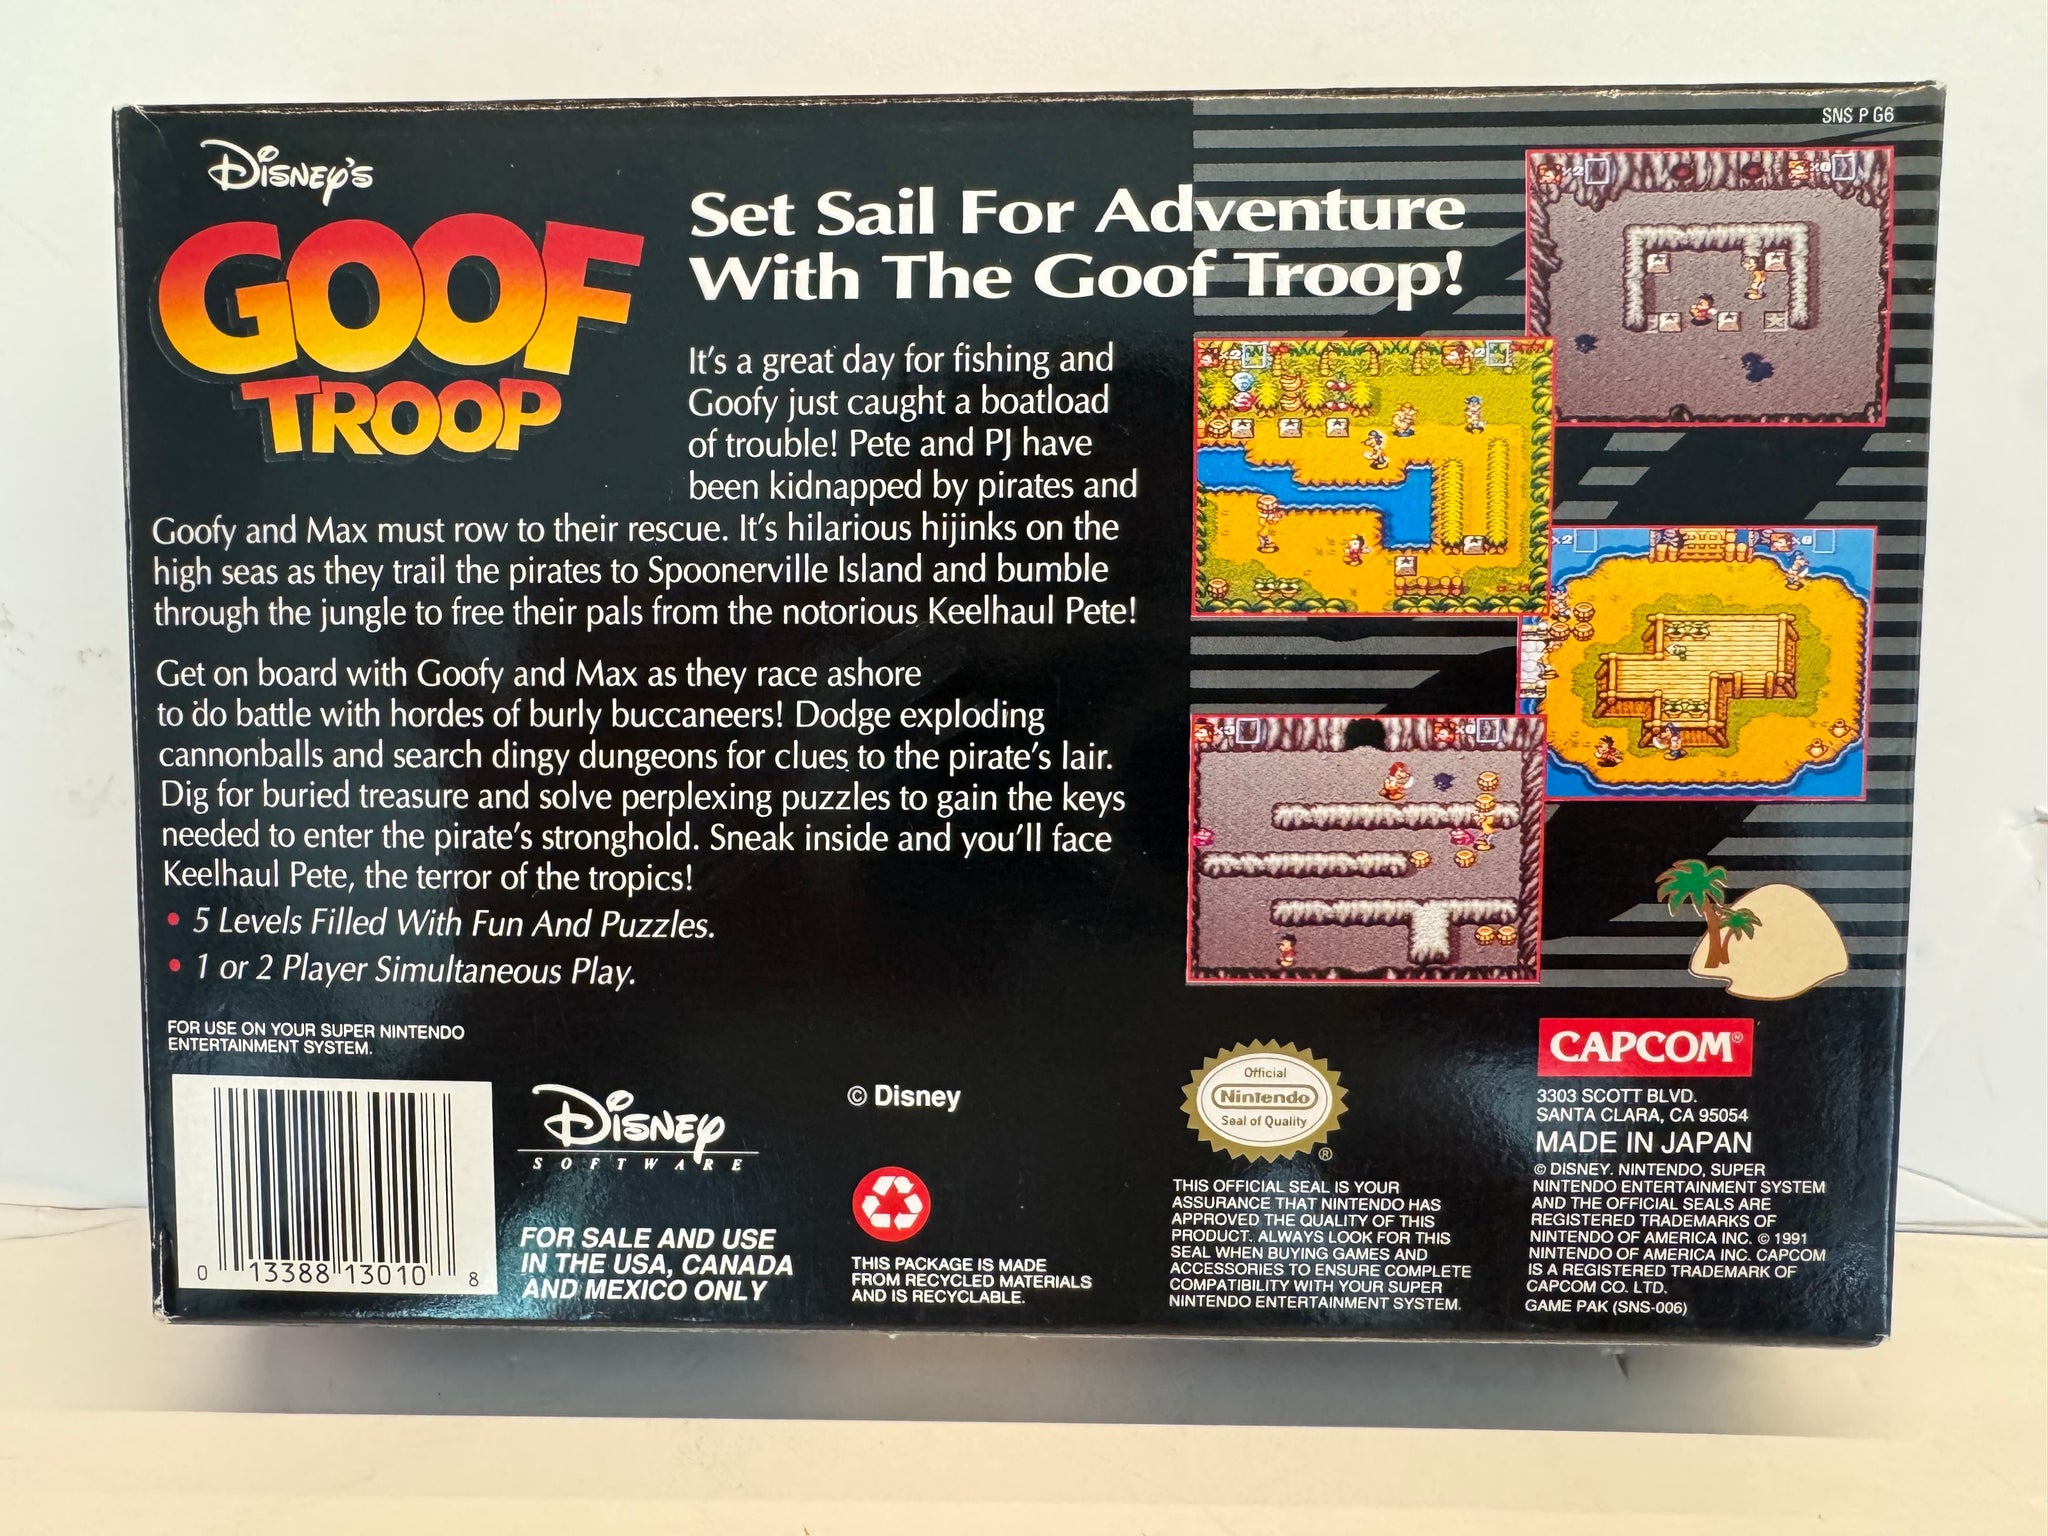 SNS P G6
DISNEY'S
GOOF
TROOP
Set Sail For Adventure
With The Goof Troop!
It's a great day for fishing and
Goofy just caught a boatload
of trouble! Pete and PJ have
been kidnapped by pirates and
Goofy and Max must row to their rescue. It's hilarious hijinks on the
high seas as they trail the pirates to Spoonerville Island and bumble
through the jungle to free their pals from the notorious Keelhaul Pete!
Get on board with Goofy and Max as they race ashore
to do battle with hordes of burly buccaneers! Dodge exploding
cannonballs and search dingy dungeons for clues to the pirate's lair.
Dig for buried treasure and solve perplexing puzzles to gain the keys
needed to enter the pirate's stronghold. Sneak inside and you'll face
Keelhaul Pete, the terror of the tropics!
• 5 Levels Filled With Fun And Puzzles.
• 1 or 2 Player Simultaneous Play.
x2 x6
x2 x2
x2 x6
x3 x6
FOR USE ON YOUR SUPER NINTENDO
ENTERTAINMENT SYSTEM.
0 13388 13010 8
DISNEY
SOFTWARE
FOR SALE AND USE
IN THE USA, CANADA
AND MEXICO ONLY
© Disney
THIS PACKAGE IS MADE
FROM RECYCLED MATERIALS
AND IS RECYCLABLE.
Official
Nintendo
Seal of Quality
®
THIS OFFICIAL SEAL IS YOUR
ASSURANCE THAT NINTENDO HAS
APPROVED THE QUALITY OF THIS
PRODUCT. ALWAYS LOOK FOR THIS
SEAL WHEN BUYING GAMES AND
ACCESSORIES TO ENSURE COMPLETE
COMPATIBILITY WITH YOUR SUPER
NINTENDO ENTERTAINMENT SYSTEM.
CAPCOM®
3303 SCOTT BLVD.
SANTA CLARA, CA 95054
MADE IN JAPAN
© DISNEY. NINTENDO, SUPER
NINTENDO ENTERTAINMENT SYSTEM
AND THE OFFICIAL SEALS ARE
REGISTERED TRADEMARKS OF
NINTENDO OF AMERICA INC. © 1991
NINTENDO OF AMERICA INC. CAPCOM
IS A REGISTERED TRADEMARK OF
CAPCOM CO. LTD.
GAME PAK (SNS-006)